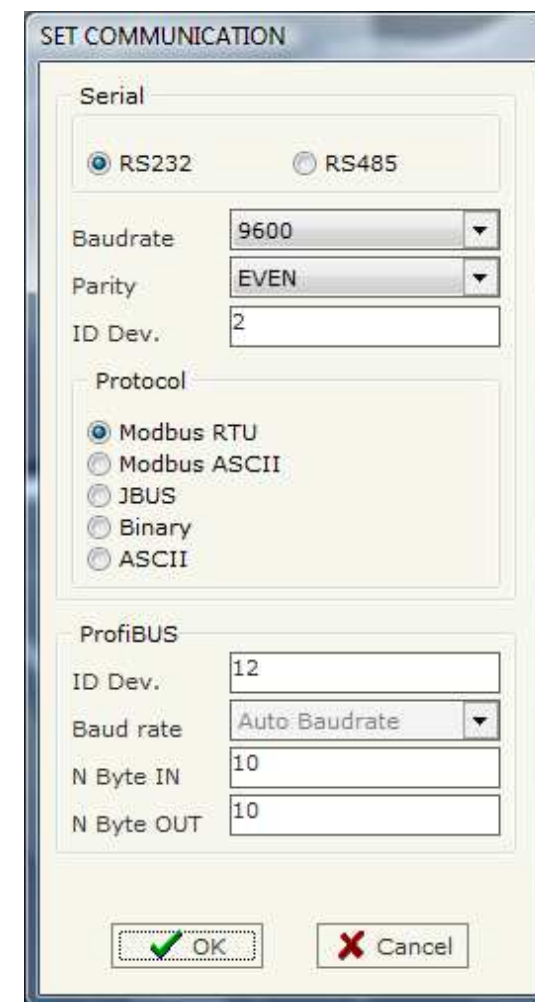 SET COMMUNICATION
Serial
RS232 RS485
Baudrate 9600
Parity EVEN
ID Dev. 2
Protocol
Modbus RTU
Modbus ASCII
JBUS
Binary
ASCII
ProfiBUS
ID Dev. 12
Baud rate Auto Baudrate
N Byte IN 10
N Byte OUT 10
OK Cancel